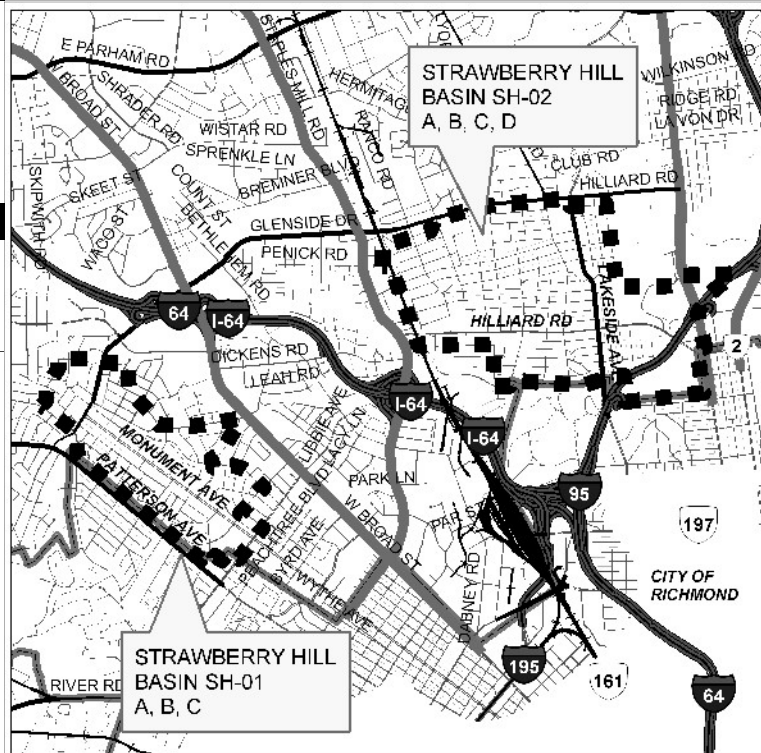 E PARHAM RD
STAPLES MILL RD
BROAD ST
SHRADER RD
HERMITAGE
STRAWBERRY HILL
BASIN SH-02
A, B, C, D
WILKINSON RD
RIDGE RD
LAVON DR
WISTAR RD
SPRENKLE LN
BREMNER BLVD
SKIPWITH RD
SKEET ST
COUNT ST
CLUB RD
HILLIARD RD
WACO ST
BETHLEHEM RD
GLENSIDE DR
PENICK RD
64
I-64
HILLIARD RD
LAKESIDE AVE
2
DICKENS RD
LEAH RD
I-64
I-64
MONUMENT AVE
PATTERSON AVE
LIBBIE AVE
LACY LN
PEACHTREE BLVD
BYRD AVE
PARK LN
W BROAD ST
95
197
WYTHE AVE
DABNEY RD
CITY OF
RICHMOND
STRAWBERRY HILL
BASIN SH-01
A, B, C
RIVER RD
195
161
64